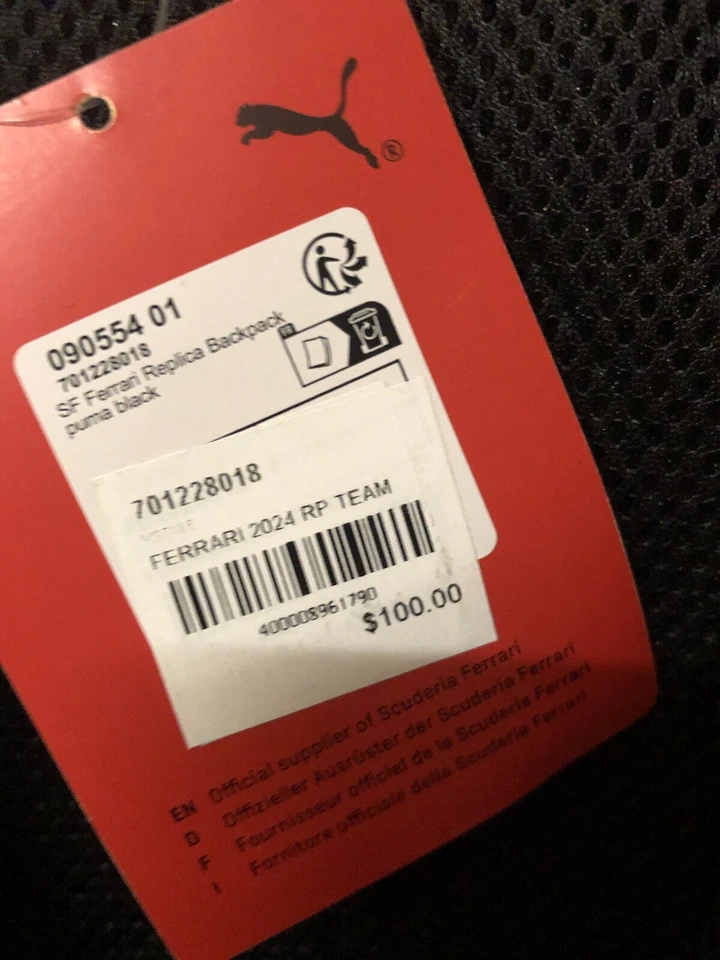 ®
090554 01
701228018
SF Ferrari Replica Backpack
puma black
FR
701228018
FERRARI 2024 RP TEAM
400008961790
$100.00
EN Official supplier of Scuderia Ferrari
D Offizieller Ausrüster der Scuderia Ferrari
F Fournisseur officiel de la Scuderia Ferrari
I Fornitore ufficiale della Scuderia Ferrari